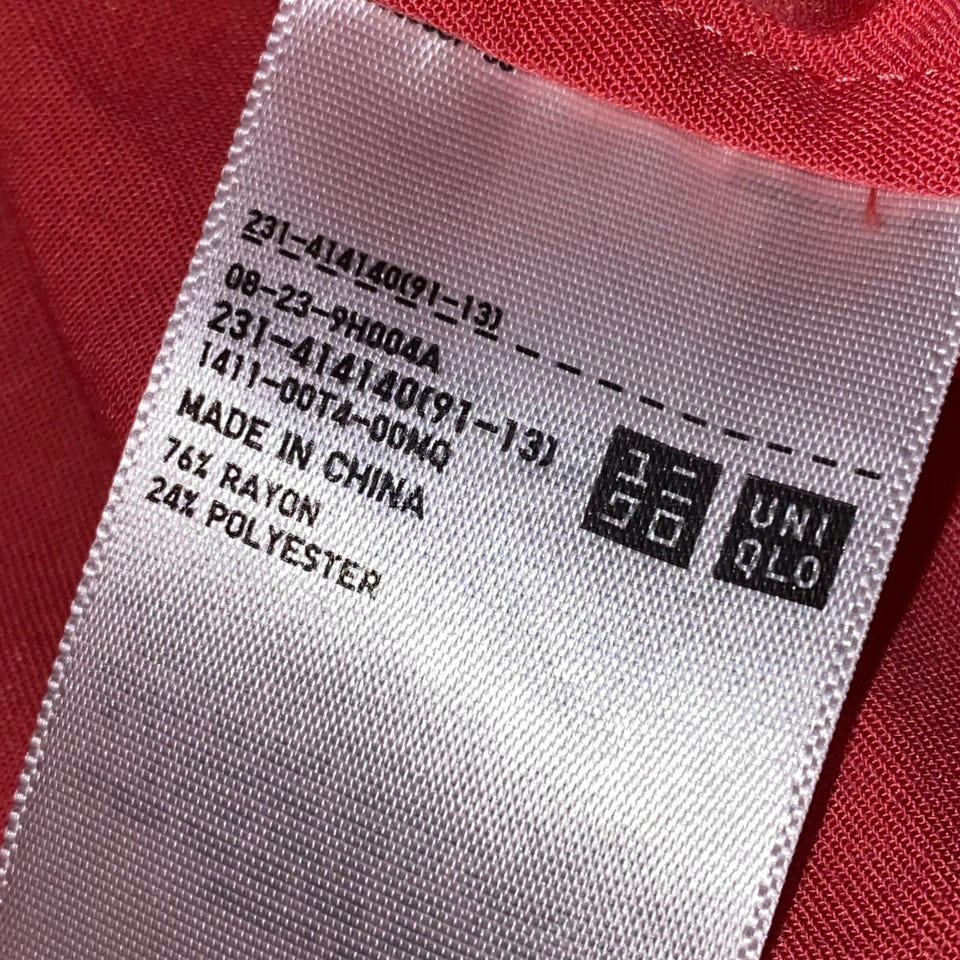 231-414140(91-13)
08-23-9H004A
231-414140(91-13)
1411-00T4-00MQ
MADE IN CHINA
76% RAYON
24% POLYESTER
ユニ
クロ
UNI
QLO